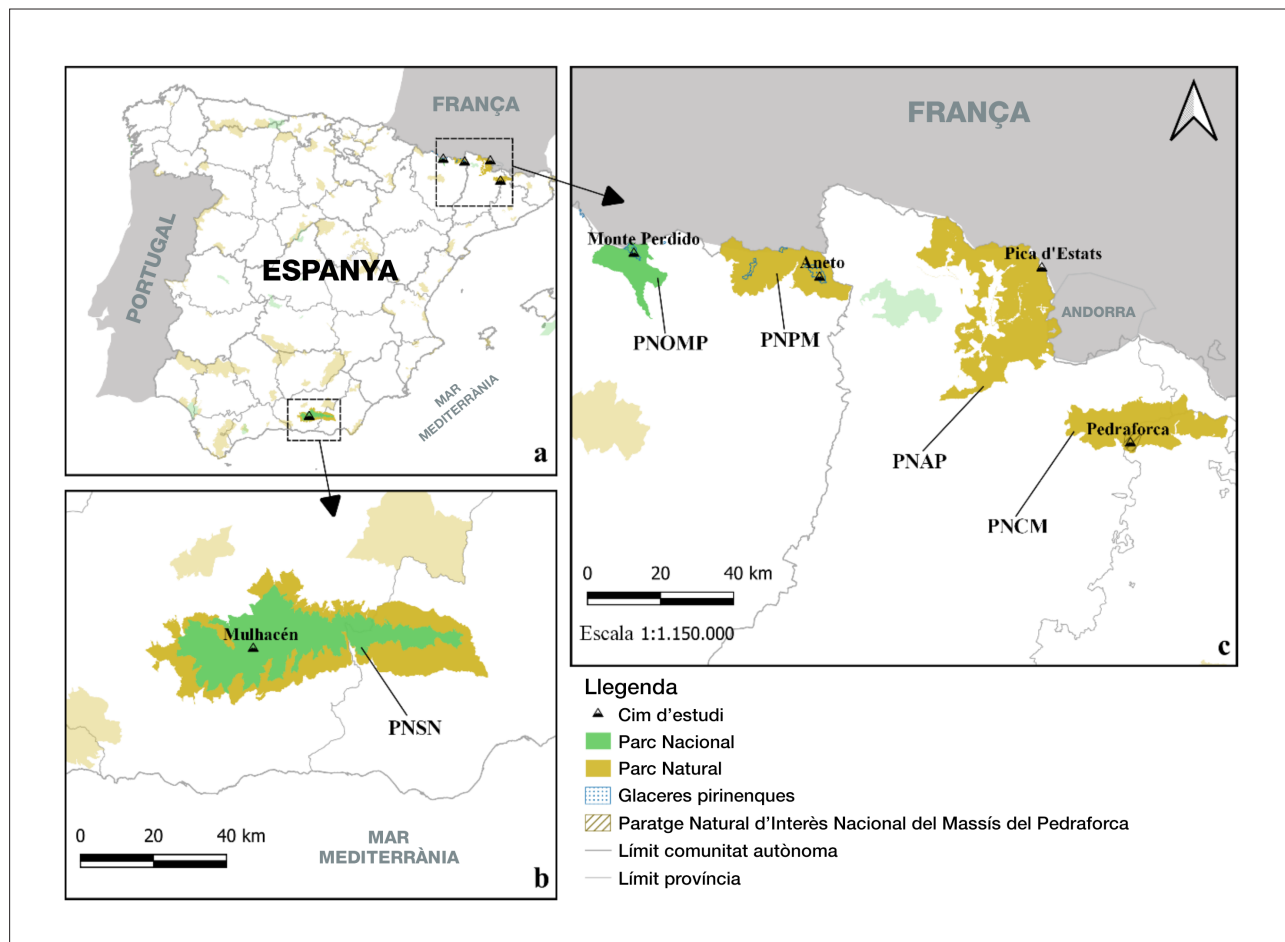 FRANÇA
PORTUGAL
ESPANYA
MAR
MEDITERRÀNIA
a
Mulhacén
PNSN
0 20 40 km
MAR
MEDITERRÀNIA
b
FRANÇA
Monte Perdido
Aneto
Pica d'Estats
ANDORRA
PNOMP
PNPM
Pedraforca
PNAP
PNCM
0 20 40 km
Escala 1:1.150.000
c
Llegenda
Cim d’estudi
Parc Nacional
Parc Natural
Glaceres pirinenques
Paratge Natural d’Interès Nacional del Massís del Pedraforca
Límit comunitat autònoma
Límit província